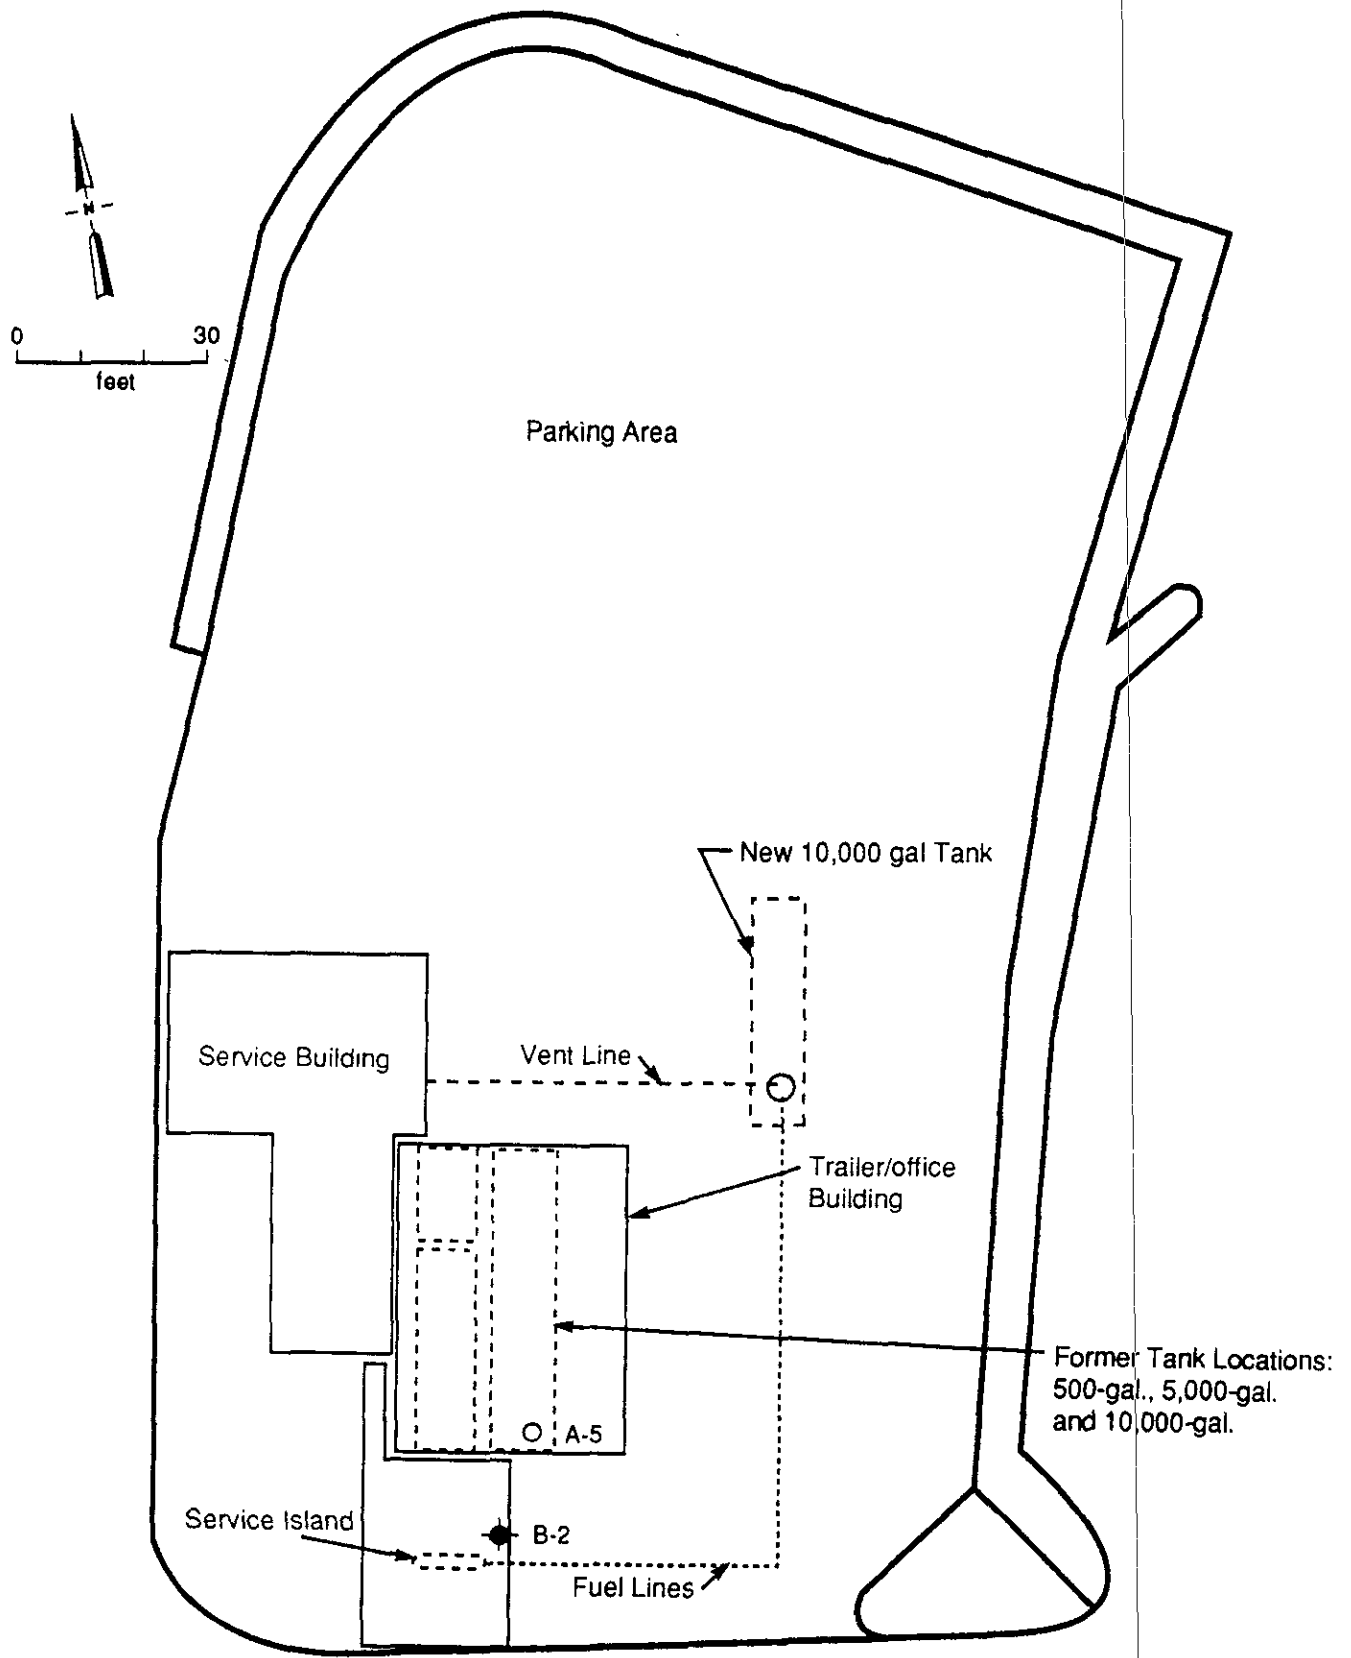 N
0 30
feet
Parking Area
New 10,000 gal Tank
Service Building
Vent Line
Trailer/office
Building
Former Tank Locations:
500-gal., 5,000-gal.
and 10,000-gal.
A-5
Service Island
B-2
Fuel Lines